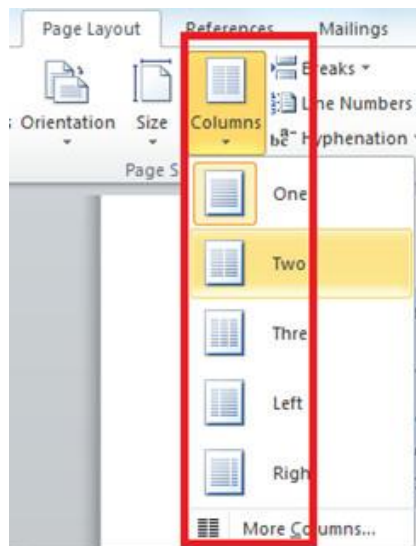 Page Layout References Mailings
Breaks
Line Numbers
Orientation Size Columns Hyphenation
Page S
One
Two
Thre
Left
Righ
More Columns...